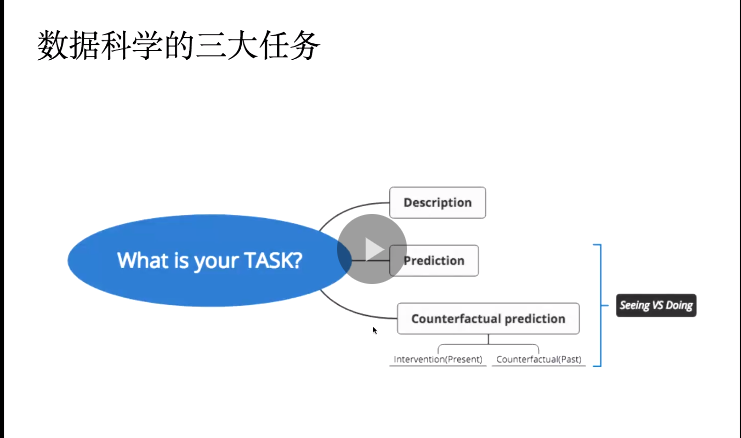 数据科学的三大任务
Description
What is your TASK?
Prediction
Counterfactual prediction
Seeing VS Doing
Intervention(Present)
Counterfactual(Past)